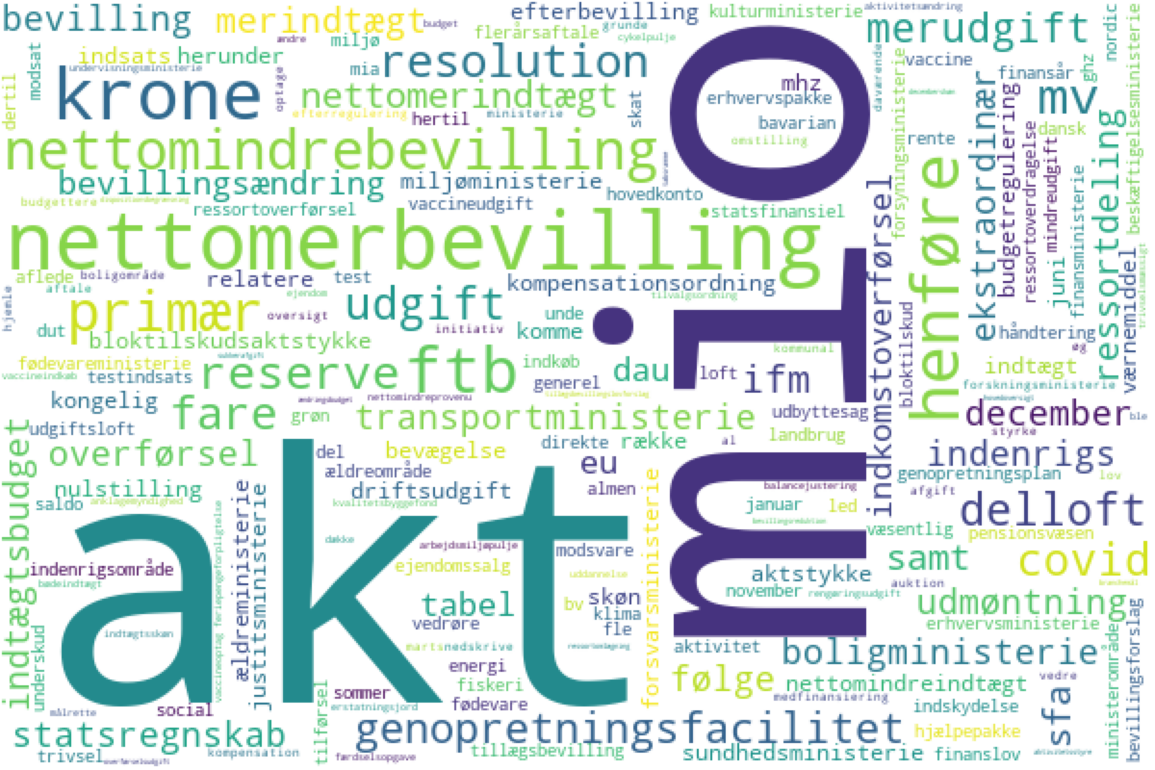 bevilling
merindtægt
budget
efterbevilling
kulturministerie
aktivitetsændring
ændre
grunde
cykelpulje
flerårsaftale
merudgift
nordic
modsat
indsats
herunder
miljø
undervisningsministerie
mia
resolution
daværende
vaccine
finansår
ghz
dertil
krone
optage
nettomerindtægt
skat
mhz
erhvervspakke
mv
efterregulering
hertil
ministerie
bavarian
omstilling
rente
dansk
nettomindrebevilling
bevillingsændring
miljøministerie
hovedkonto
budgettere
ressortoverførsel
vaccineudgift
statsfinansiel
nettomerbevilling
mio
henføre
ekstraordinær
budgetregulering
ressortoverdragelse
mindreudgift
juni
finansministerie
ressortdeling
beskæftigelsesministerie
forsyningsministerie
indkomstoverførsel
aflede
boligområde
relatere
test
kompensationsordning
hjemle
aftale
ejendom
tilvalgsordning
primær
oversigt
udgift
initiativ
unde
komme
håndtering
øg
værnemiddel
dut
bloktilskudsaktstykke
kommunal
bloktilskud
fødevareministerie
reserve
ftb
indkøb
dau
loft
ifm
indtægt
vaccineindkøb
testindsats
generel
forskningsministerie
kongelig
nettomindreprovenu
udbyttesag
december
styrke
ble
fare
grøn
transportministerie
udgiftsloft
direkte
række
al
landbrug
indenrigs
overførsel
del
bevægelse
eu
ældreområde
genopretningsplan
lov
nulstilling
driftsudgift
almen
balancejustering
afgift
saldo
anklagemyndighed
kvalitetsbyggefond
januar
led
delloft
indtægtsbudget
akt
ældreministerie
justitsministerie
feriepengeforpligtelse
vaccineoptag
dække
arbejdsmiljøpulje
modsvare
væsentlig
pensionsvæsen
indenrigsområde
ejendomssalg
uddannelse
aktstykke
samt
covid
bødeindtægt
november
rengøringsudgift
auktion
tabel
bv
skøn
klima
fle
udmøntning
indtægtsskøn
vedrøre
forsvarsministerie
erhvervsministerie
marts
nedskrive
aktivitet
boligministerie
underskud
energi
følge
nettomindreindtægt
vedre
sommer
fiskeri
medfinansiering
indskydelse
sfa
ministerområde
bevillingsforslag
målrette
social
tilførsel
erstatningsjord
fødevare
statsregnskab
genopretningsfacilitet
hjælpepakke
trivsel
kompensation
færdselsopgave
tillægsbevilling
sundhedsministerie
finanslov